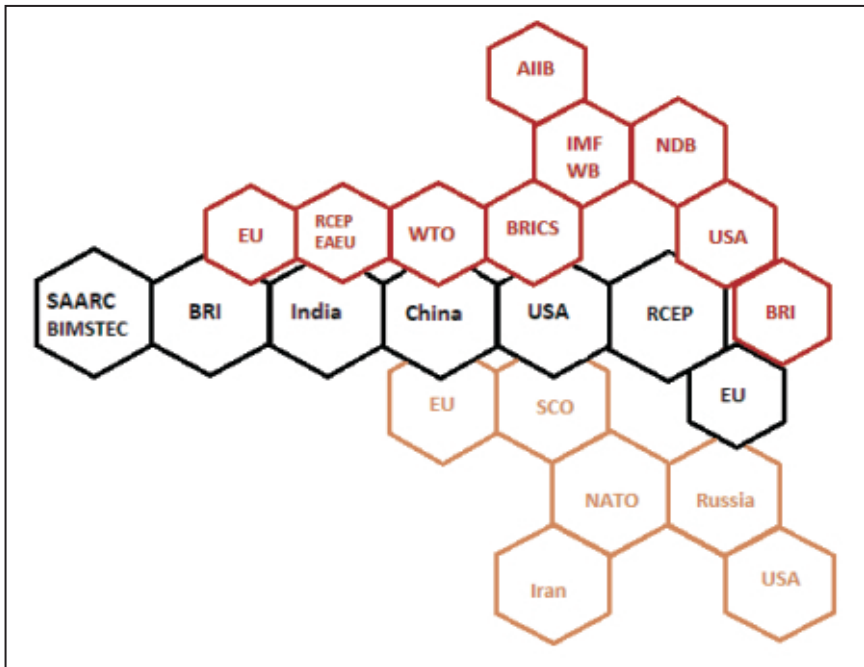 AIIB
IMF
WB
NDB
EU
RCEP
EAEU
WTO
BRICS
USA
SAARC
BIMSTEC
BRI
India
China
USA
RCEP
BRI
EU
EU
SCO
NATO
Russia
Iran
USA